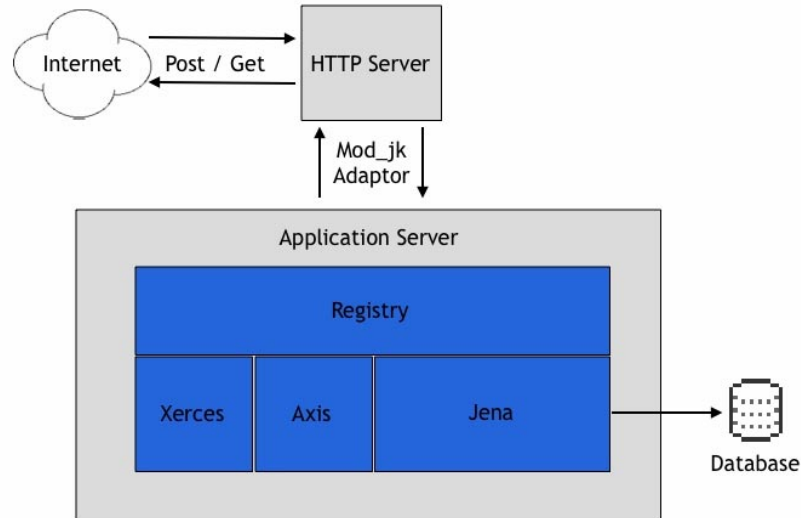 Internet
Post / Get
HTTP Server
Mod_jk
Adaptor
Application Server
Registry
Xerces
Axis
Jena
Database